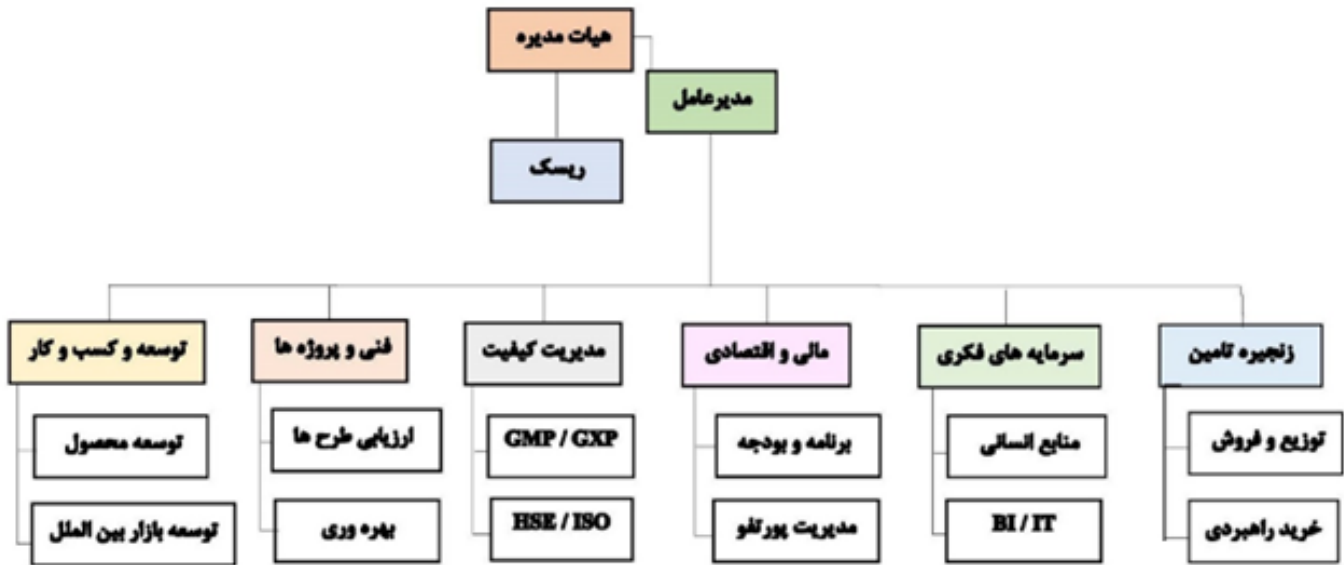 هیات مدیره
مدیرعامل
ریسک
زنجیره تامین
سرمایه های فکری
مالی و اقتصادی
مدیریت کیفیت
فنی و پروژه ها
توسعه و کسب و کار
توزیع و فروش
منابع انسانی
برنامه و بودجه
GMP / GXP
ارزیابی طرح ها
توسعه محصول
خرید راهبردی
BI / IT
مدیریت پورتفو
HSE / ISO
بهره وری
توسعه بازار بین الملل